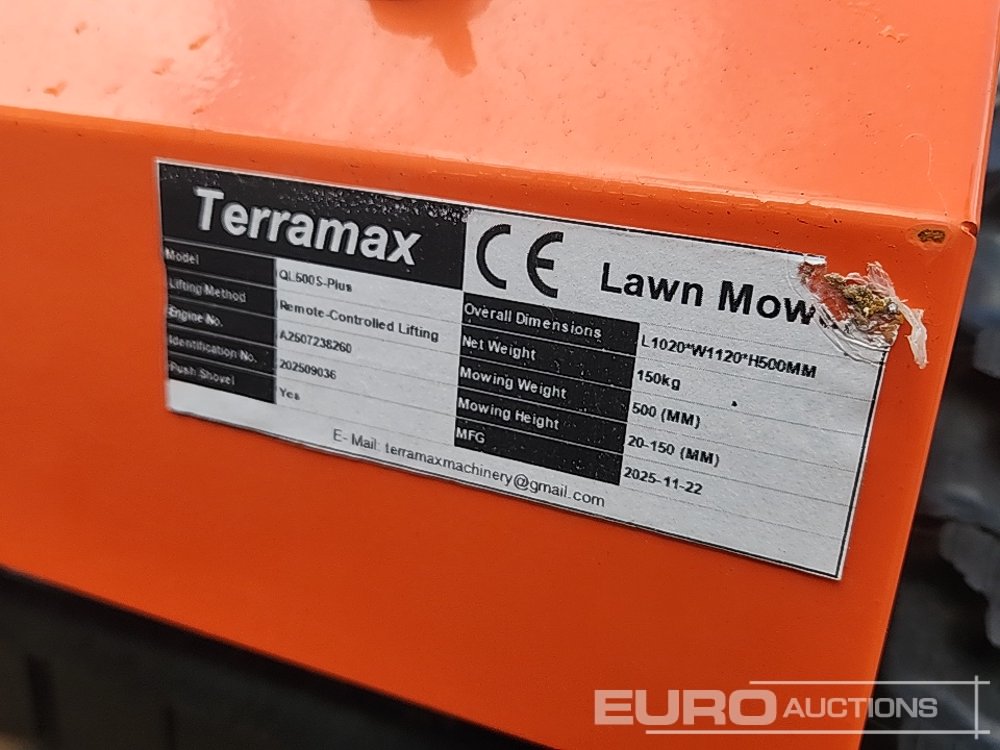 Terramax CE Lawn Mow
Model QL500S-Plus Overall Dimensions L1020*W1120*H500MM
Lifting Method Remote-Controlled Lifting Net Weight 150kg
Engine No. A2507238260 Mowing Weight 500 (MM)
Identification No. 202509036 Mowing Height 20-150 (MM)
Push Shovel Yes MFG 2025-11-22
E- Mail: terramaxmachinery@gmail.com
EURO AUCTIONS